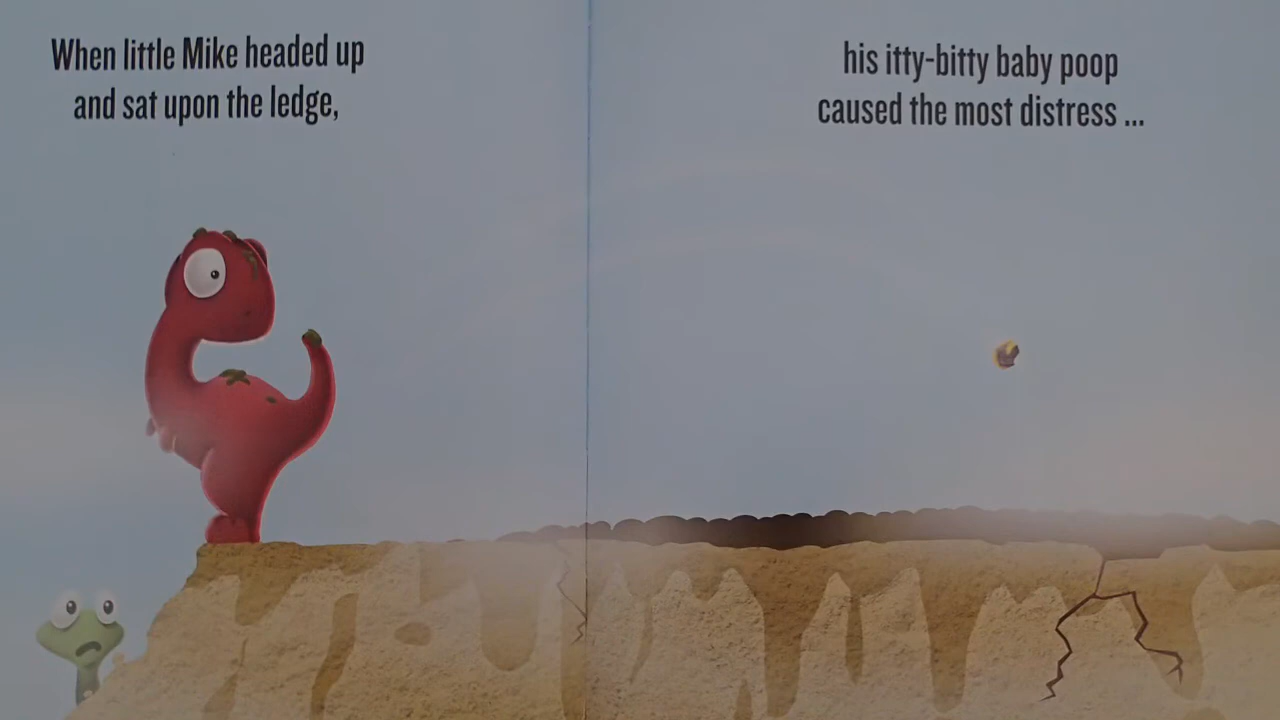 When little Mike headed up
and sat upon the ledge,
his itty-bitty baby poop
caused the most distress ...